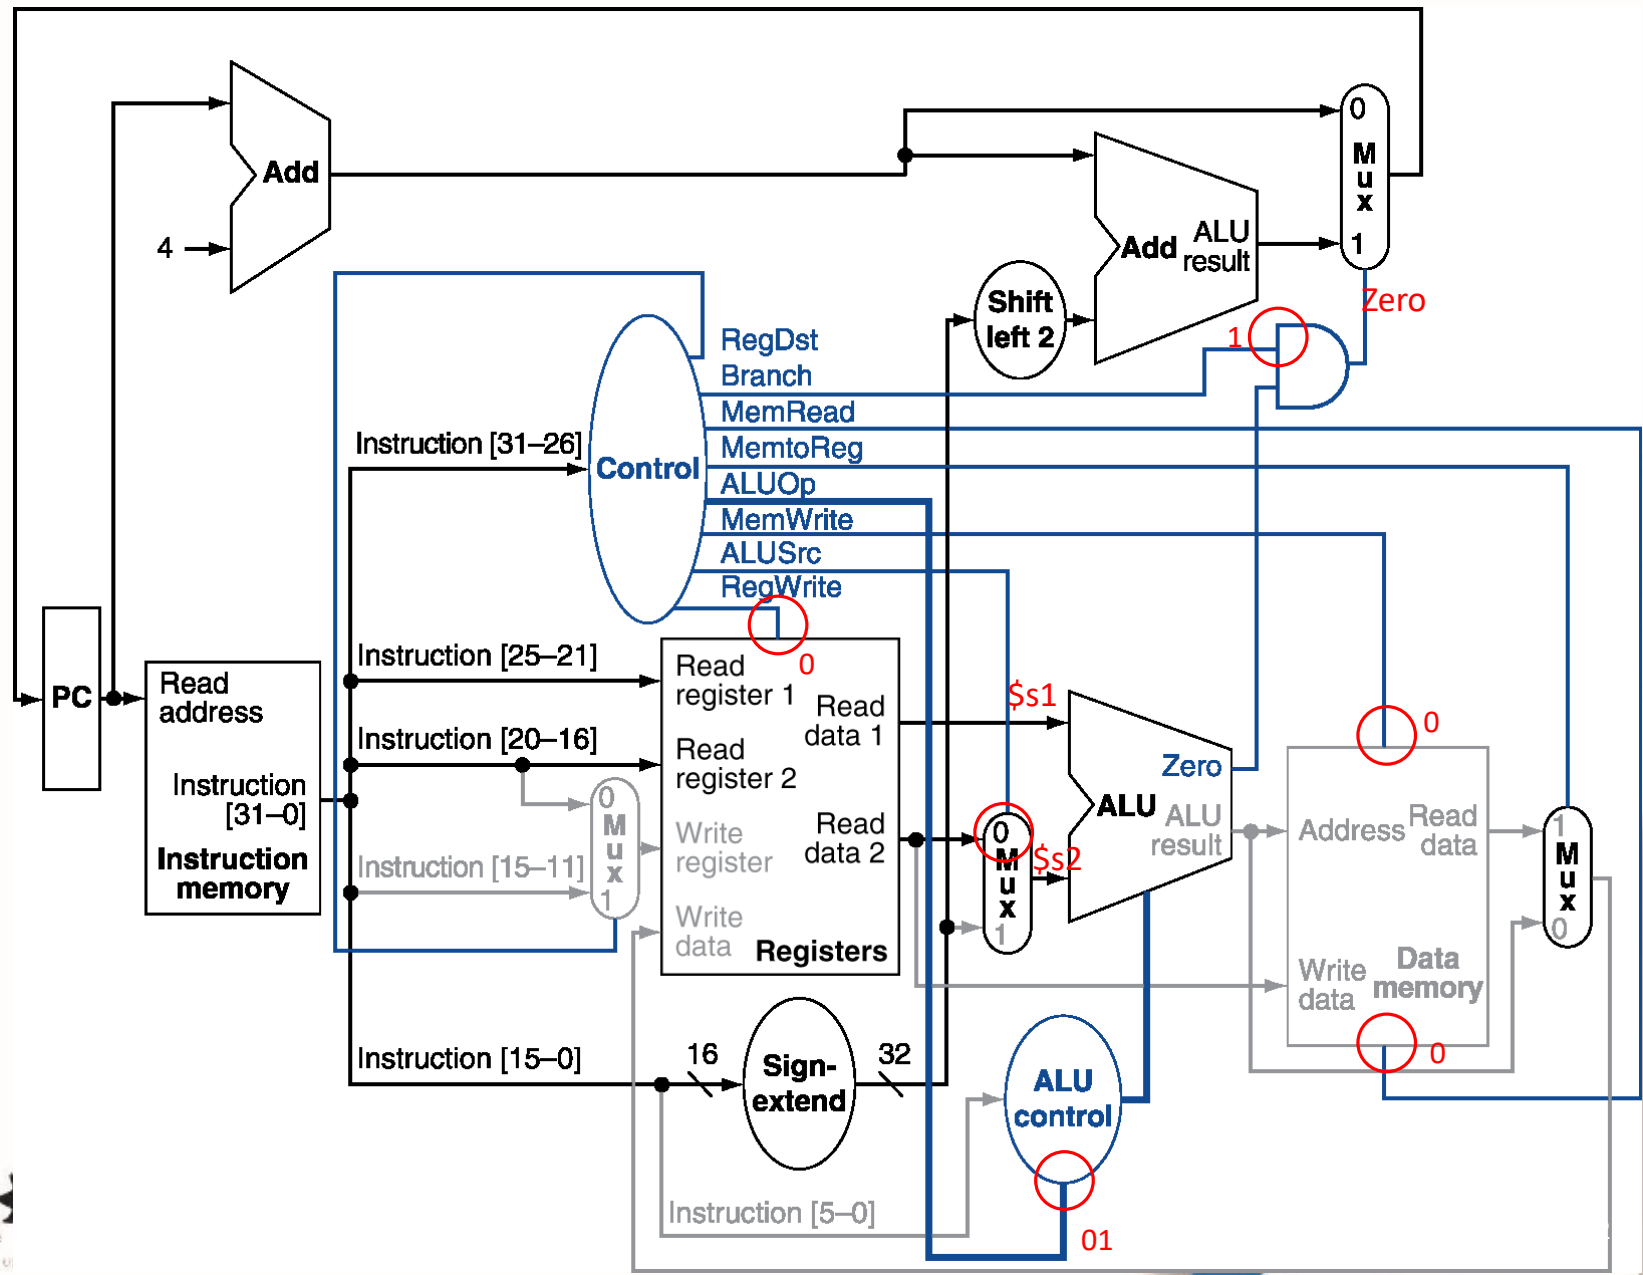 0
M
u
x
1
Add
4
Add
ALU
result
Shift
left 2
Zero
1
RegDst
Branch
MemRead
MemtoReg
ALUOp
MemWrite
ALUSrc
RegWrite
Instruction [31–26]
Control
0
Instruction [25–21]
Read
register 1
Read
data 1
$s1
PC
Read
address
Instruction
[31–0]
Instruction
memory
Instruction [20–16]
Read
register 2
0
M
u
x
1
Write
register
Read
data 2
Instruction [15–11]
Write
data
Registers
0
M
u
x
1
$s2
Zero
ALU
ALU
result
0
Address
Read
data
Write
data
Data
memory
0
1
M
u
x
0
Instruction [15–0]
16
Sign-
extend
32
ALU
control
Instruction [5–0]
01